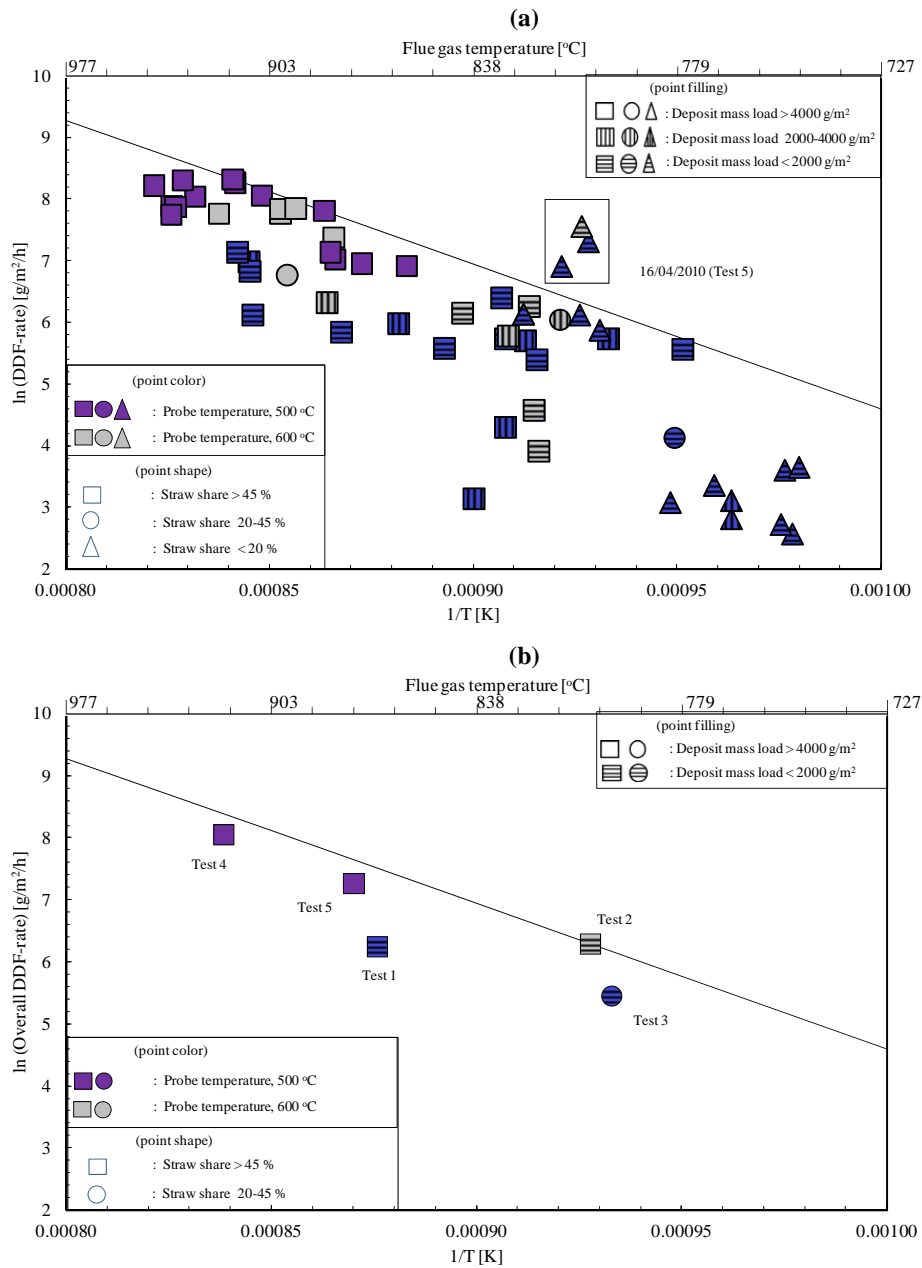 (a)
Flue gas temperature [°C]
977 903 838 779 727
10
9
8
7
6
5
4
3
2
ln (DDF-rate) [g/m²/h]
(point filling)
: Deposit mass load > 4000 g/m²
: Deposit mass load 2000-4000 g/m²
: Deposit mass load < 2000 g/m²
16/04/2010 (Test 5)
(point color)
: Probe temperature, 500 °C
: Probe temperature, 600 °C
(point shape)
: Straw share > 45 %
: Straw share 20-45 %
: Straw share < 20 %
0.00080 0.00085 0.00090 0.00095 0.00100
1/T [K]
(b)
Flue gas temperature [°C]
977 903 838 779 727
10
9
8
7
6
5
4
3
2
ln (Overall DDF-rate) [g/m²/h]
(point filling)
: Deposit mass load > 4000 g/m²
: Deposit mass load < 2000 g/m²
Test 4
Test 5
Test 2
Test 1
Test 3
(point color)
: Probe temperature, 500 °C
: Probe temperature, 600 °C
(point shape)
: Straw share > 45 %
: Straw share 20-45 %
0.00080 0.00085 0.00090 0.00095 0.00100
1/T [K]